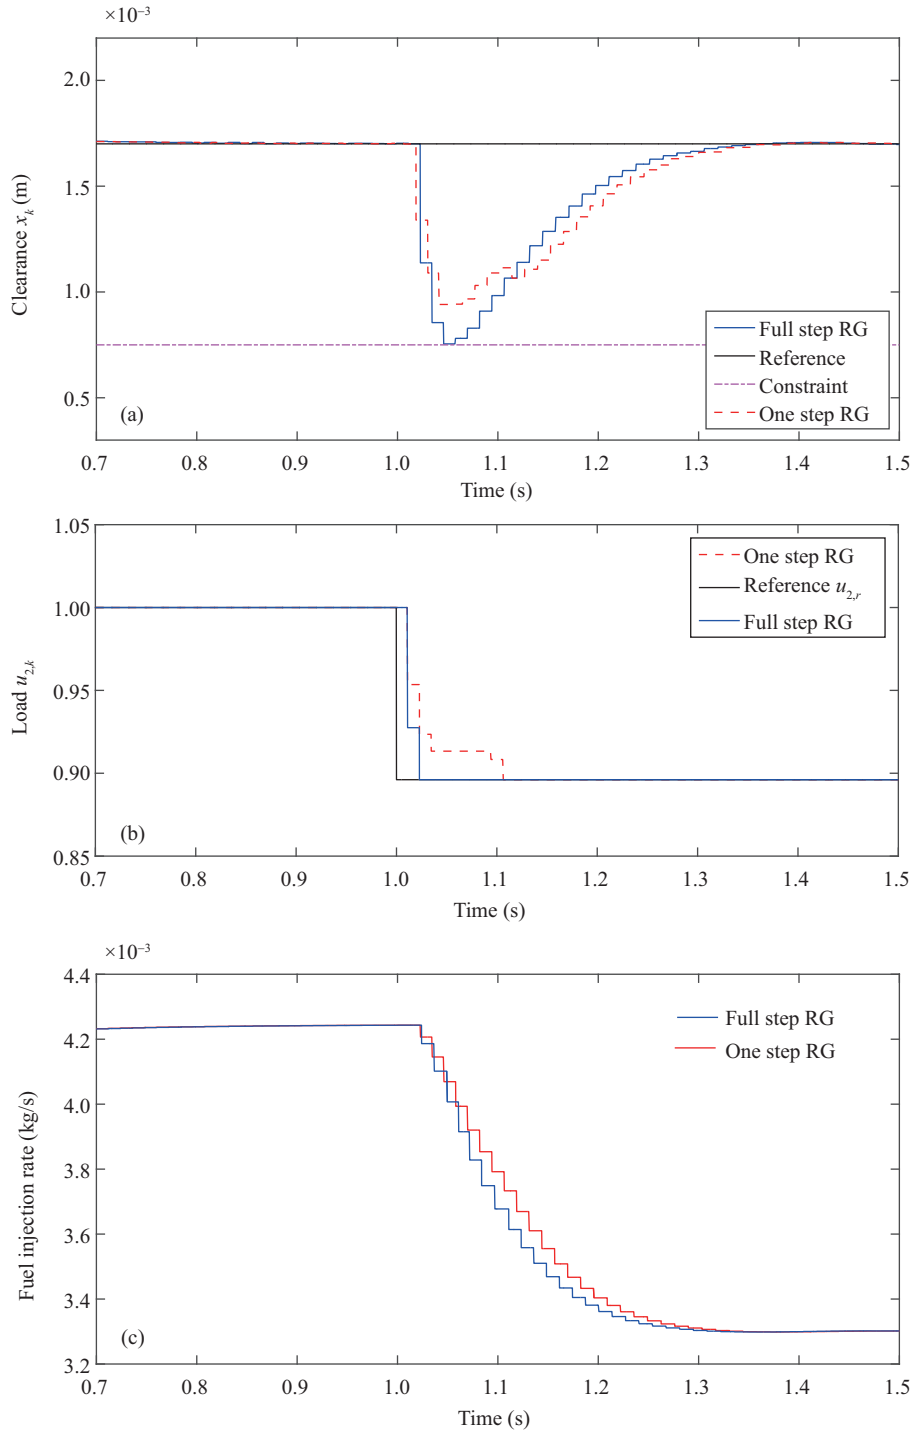 ×10⁻³
2.0
1.5
1.0
0.5
Clearance xₖ (m)
Full step RG
Reference
Constraint
One step RG
(a)
0.7 0.8 0.9 1.0 1.1 1.2 1.3 1.4 1.5
Time (s)
1.05
1.00
0.95
0.90
0.85
Load u₂,ₖ
One step RG
Reference u₂,ᵣ
Full step RG
(b)
0.7 0.8 0.9 1.0 1.1 1.2 1.3 1.4 1.5
Time (s)
×10⁻³
4.4
4.2
4.0
3.8
3.6
3.4
3.2
Fuel injection rate (kg/s)
Full step RG
One step RG
(c)
0.7 0.8 0.9 1.0 1.1 1.2 1.3 1.4 1.5
Time (s)